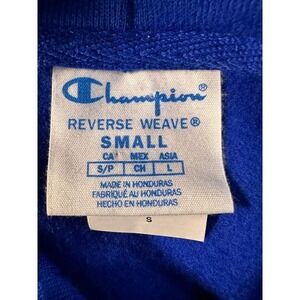 Champion®
REVERSE WEAVE®
SMALL
CA* MEX ASIA
S/P CH L
MADE IN HONDURAS
FABRIQUÉ AU HONDURAS
HECHO EN HONDURAS
S